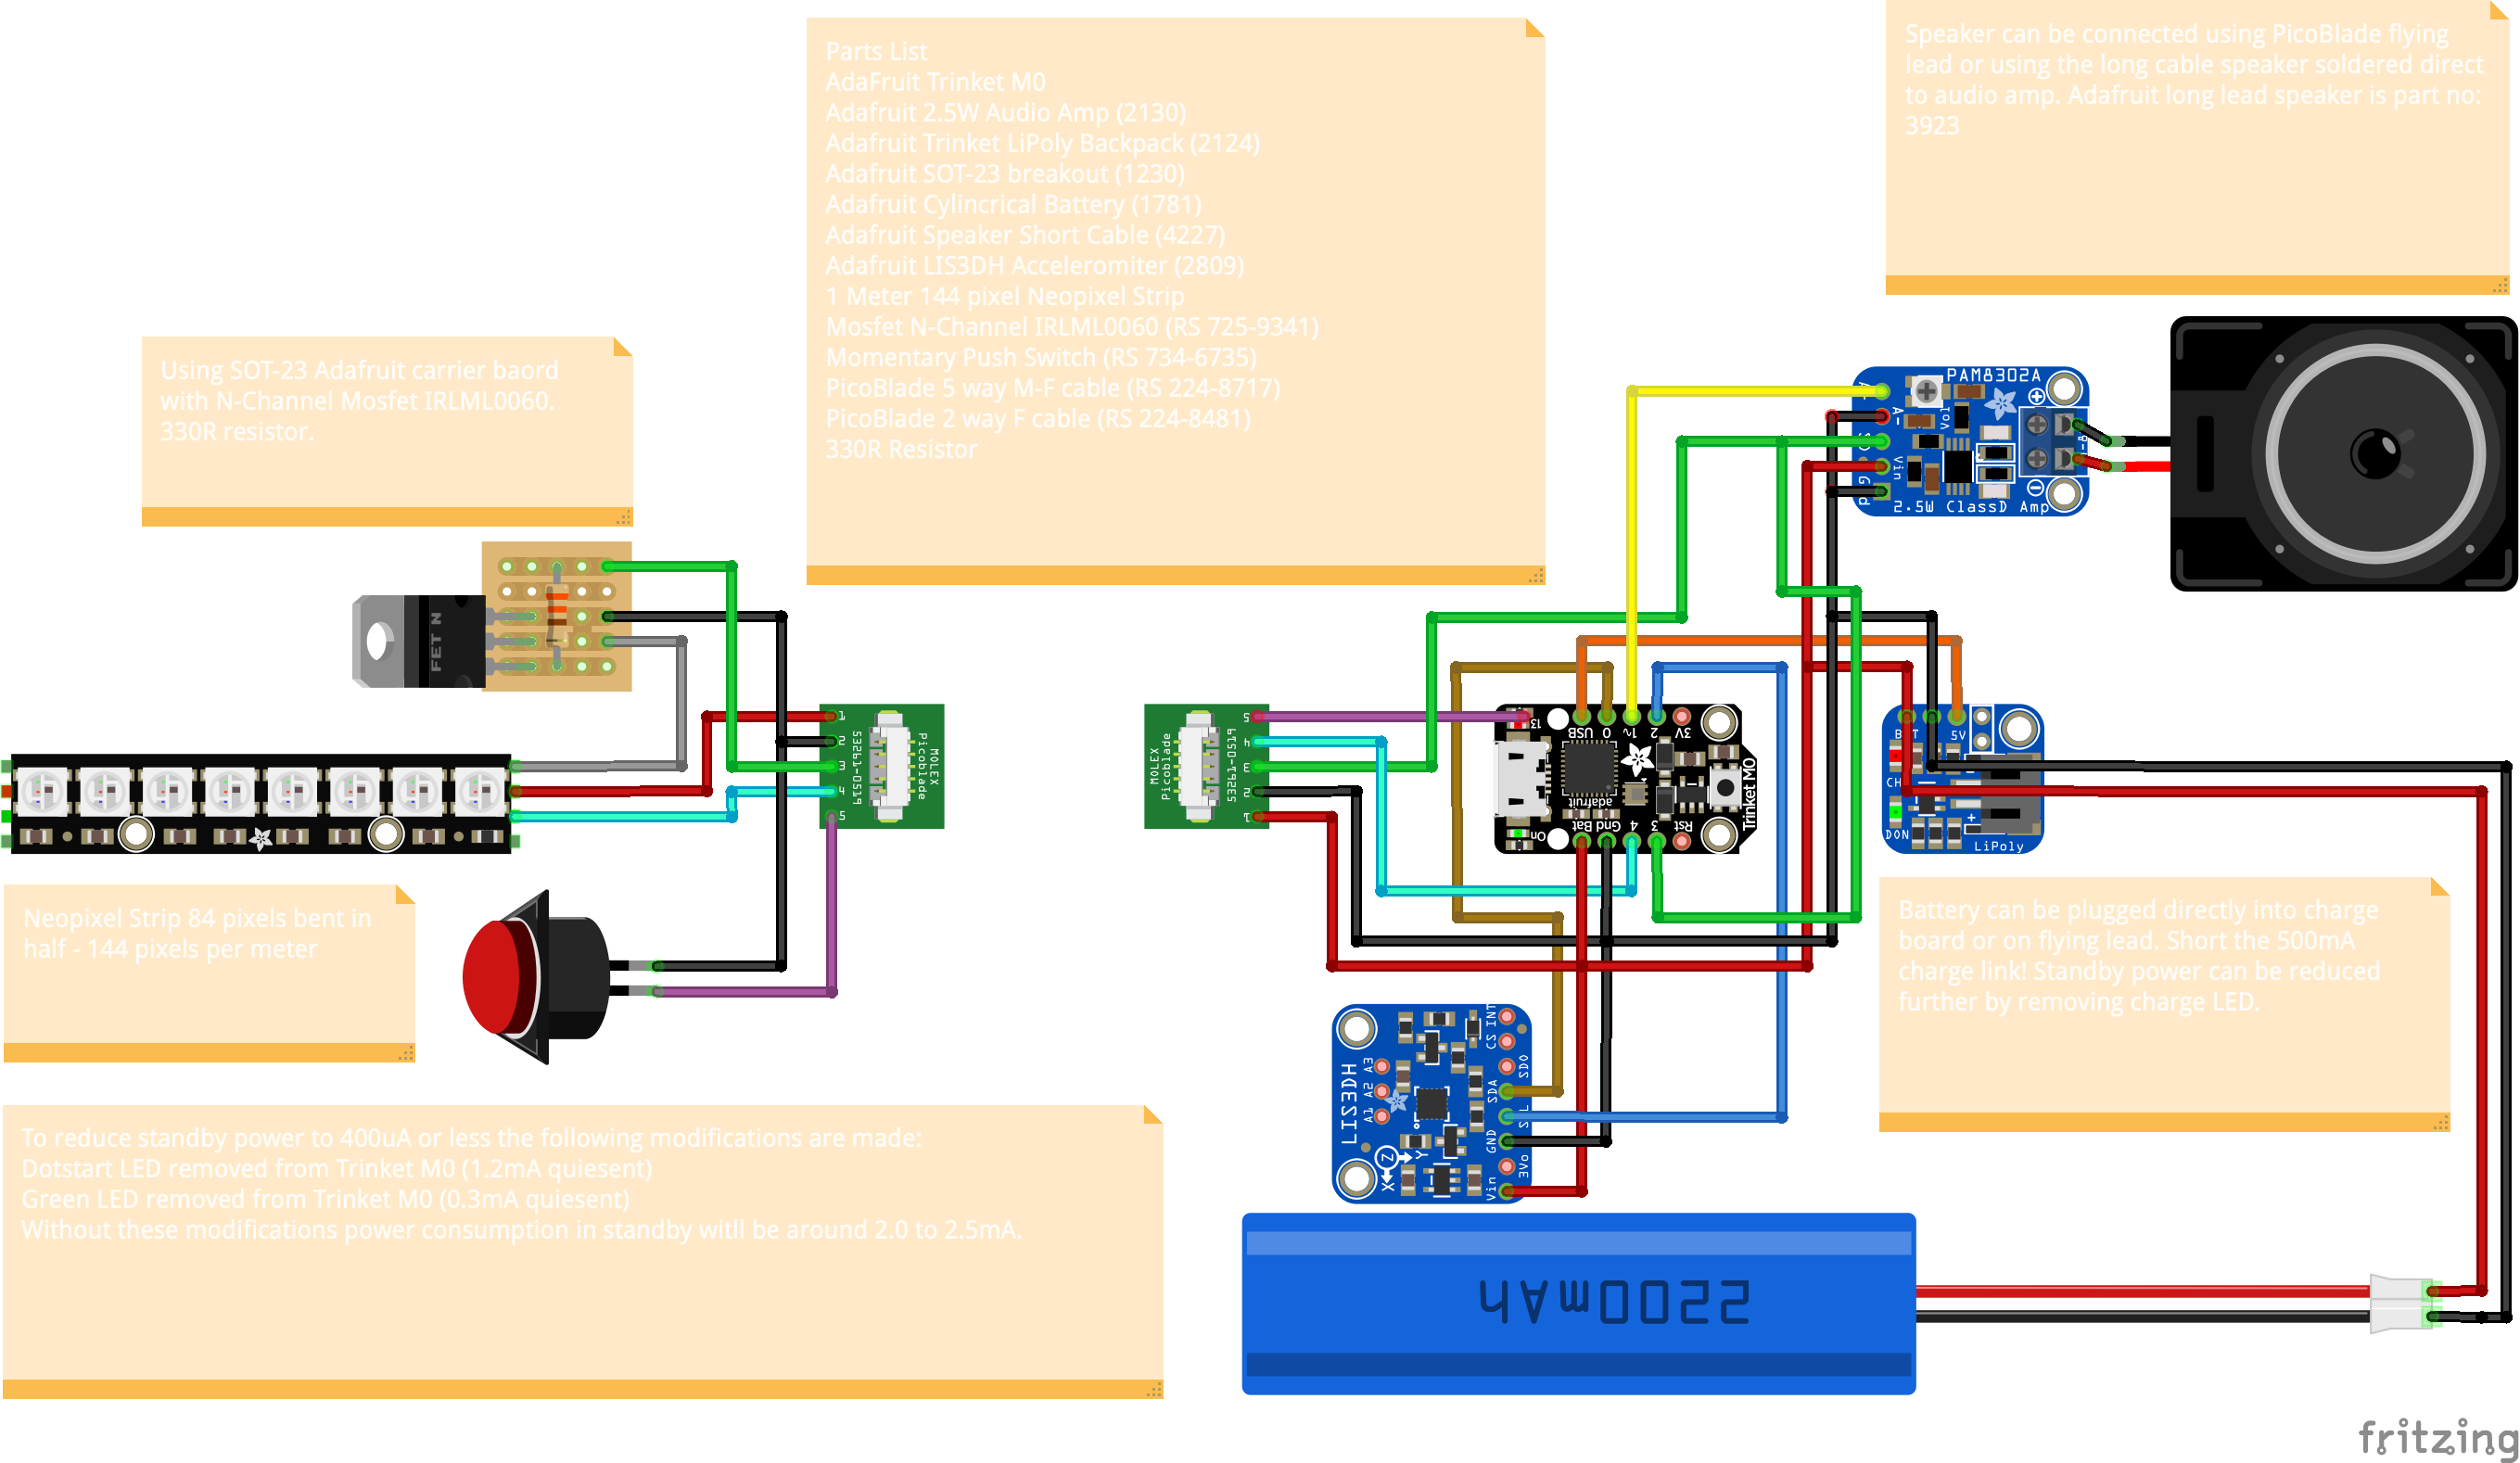 Parts List
AdaFruit Trinket M0
Adafruit 2.5W Audio Amp (2130)
Adafruit Trinket LiPoly Backpack (2124)
Adafruit SOT-23 breakout (1230)
Adafruit Cylincrical Battery (1781)
Adafruit Speaker Short Cable (4227)
Adafruit LIS3DH Acceleromiter (2809)
1 Meter 144 pixel Neopixel Strip
Mosfet N-Channel IRLML0060 (RS 725-9341)
Momentary Push Switch (RS 734-6735)
PicoBlade 5 way M-F cable (RS 224-8717)
PicoBlade 2 way F cable (RS 224-8481)
330R Resistor
Speaker can be connected using PicoBlade flying
lead or using the long cable speaker soldered direct
to audio amp. Adafruit long lead speaker is part no:
3923
Using SOT-23 Adafruit carrier baord
with N-Channel Mosfet IRLML0060.
330R resistor.
PAM8302A
A-
Vol
Vin
2.5W ClassD Amp
FET N
1
2
3
4
5
53261-0519
Picoblade
MOLEX
5
4
3
2
1
MOLEX
Picoblade
53261-0519
13
USB 0 1~ 2 3V
adafruit
Trinket M0
On
Bat Gnd 4 3 Rst
5V
DON
LiPoly
Neopixel Strip 84 pixels bent in
half - 144 pixels per meter
Battery can be plugged directly into charge
board or on flying lead. Short the 500mA
charge link! Standby power can be reduced
further by removing charge LED.
LIS3DH
A3
A2
A1
INT
CS
SDO
SDA
GND
3Vo
Vin
X
Y
Z
To reduce standby power to 400uA or less the following modifications are made:
Dotstart LED removed from Trinket M0 (1.2mA quiesent)
Green LED removed from Trinket M0 (0.3mA quiesent)
Without these modifications power consumption in standby witll be around 2.0 to 2.5mA.
2200mAh
fritzing